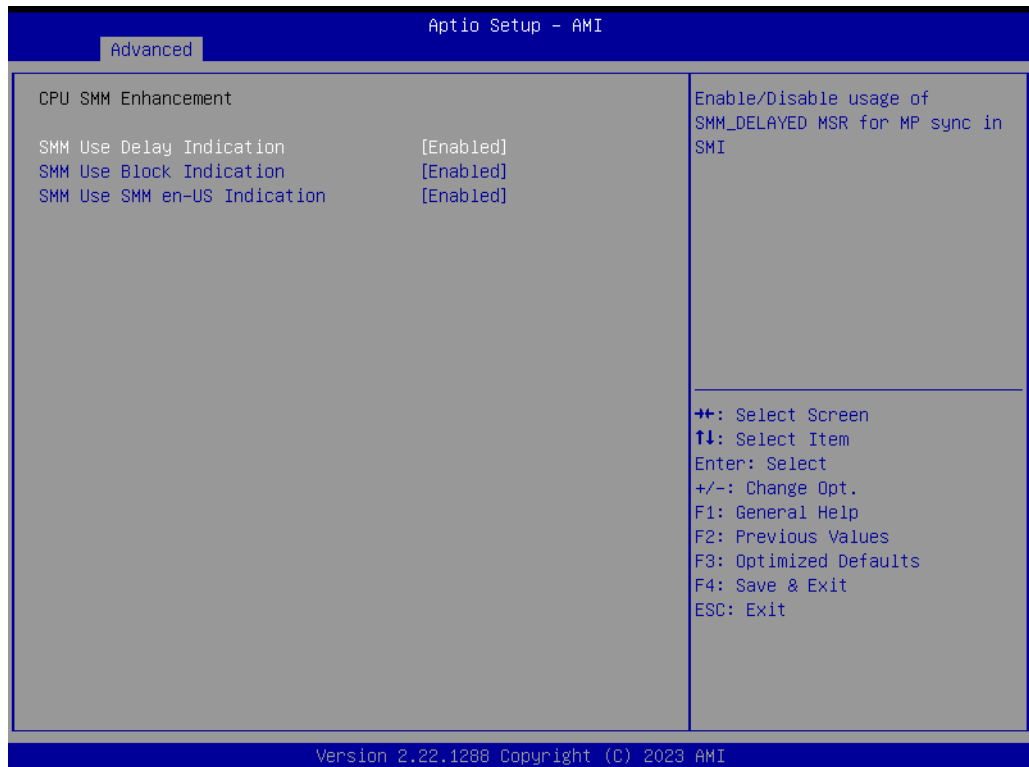 Aptio Setup – AMI
Advanced
CPU SMM Enhancement
SMM Use Delay Indication [Enabled]
SMM Use Block Indication [Enabled]
SMM Use SMM en-US Indication [Enabled]
Enable/Disable usage of
SMM_DELAYED MSR for MP sync in
SMI
→←: Select Screen
↑↓: Select Item
Enter: Select
+/-: Change Opt.
F1: General Help
F2: Previous Values
F3: Optimized Defaults
F4: Save & Exit
ESC: Exit
Version 2.22.1288 Copyright (C) 2023 AMI